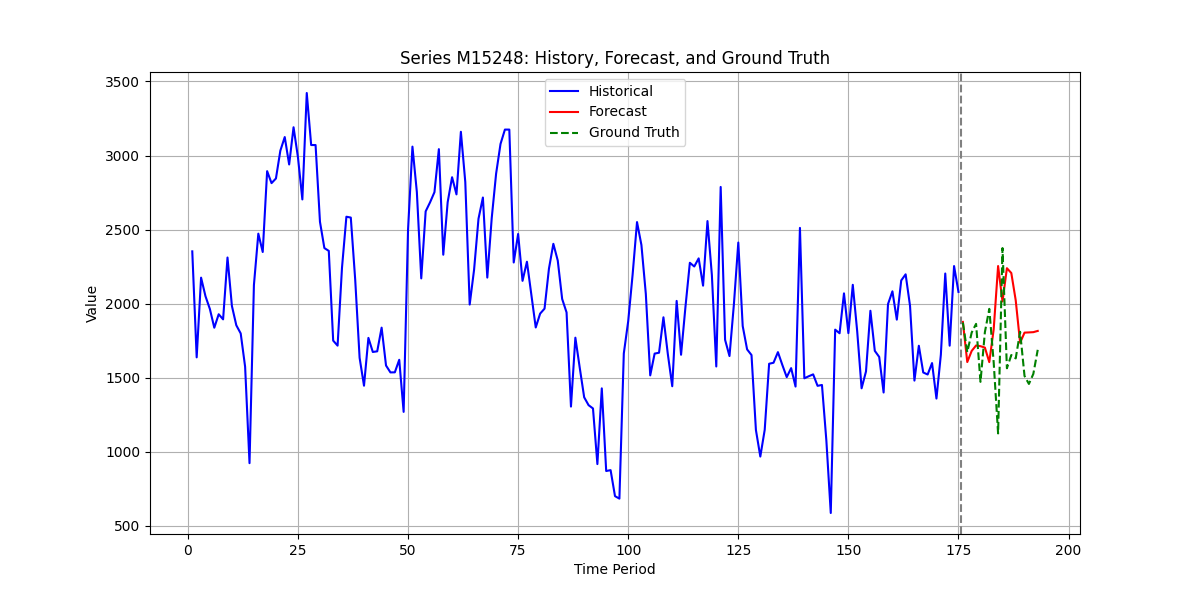 Series M15248: History, Forecast, and Ground Truth
Historical
Forecast
Ground Truth
3500
3000
2500
2000
1500
1000
500
Value
0 25 50 75 100 125 150 175 200
Time Period